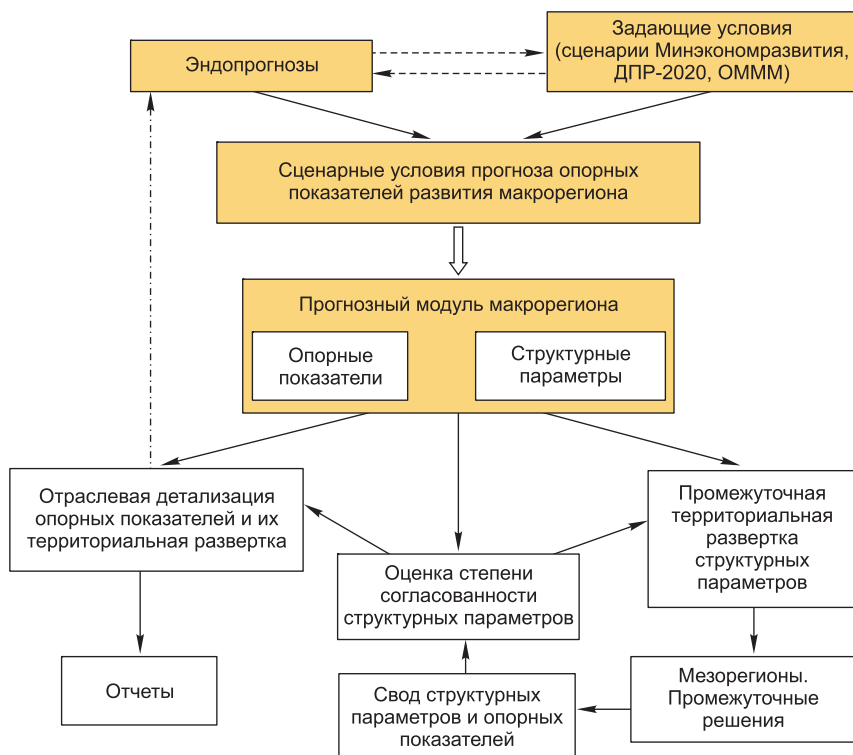 Эндопрогнозы
Задающие условия
(сценарии Минэкономразвития,
ДПР-2020, ОМММ)
Сценарные условия прогноза опорных
показателей развития макрорегиона
Прогнозный модуль макрорегиона
Опорные
показатели
Структурные
параметры
Отраслевая детализация
опорных показателей и их
территориальная развертка
Промежуточная
территориальная
развертка
структурных
параметров
Оценка степени
согласованности
структурных параметров
Отчеты
Свод структурных
параметров и опорных
показателей
Мезорегионы.
Промежуточные
решения